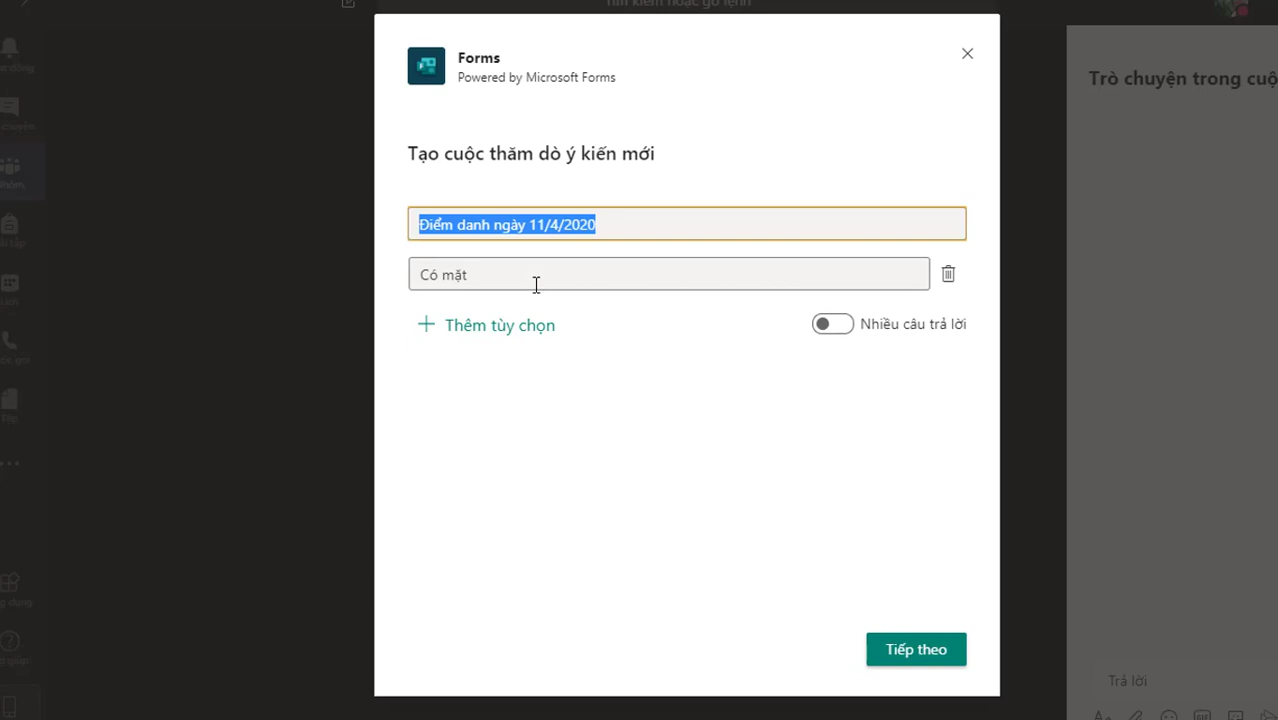 Forms
Powered by Microsoft Forms
Tạo cuộc thăm dò ý kiến mới
Điểm danh ngày 11/4/2020
Có mặt
Thêm tùy chọn
Nhiều câu trả lời
Tiếp theo
Trò chuyện trong cuộ
Trả lời